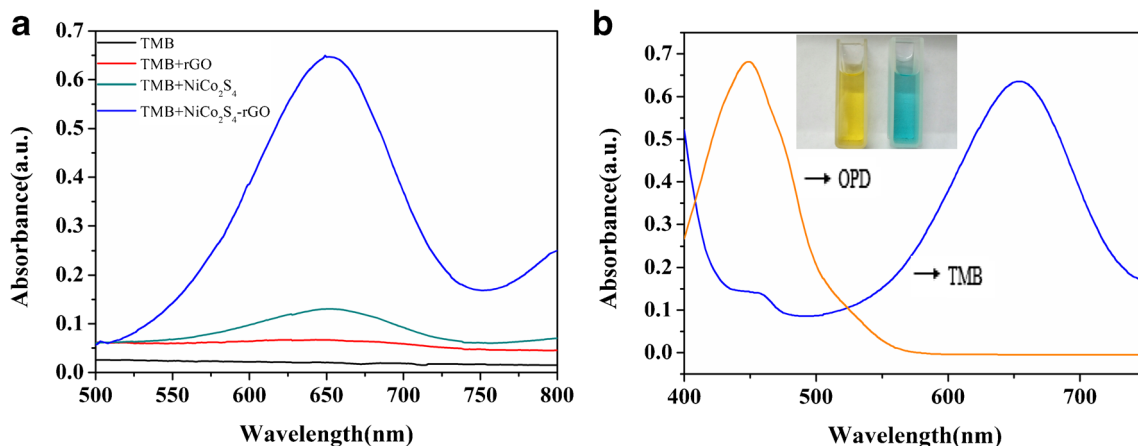 a
0.7
0.6
0.5
0.4
0.3
0.2
0.1
0.0
Absorbance(a.u.)
TMB
TMB+rGO
TMB+NiCo₂S₄
TMB+NiCo₂S₄-rGO
500 550 600 650 700 750 800
Wavelength(nm)
b
0.7
0.6
0.5
0.4
0.3
0.2
0.1
0.0
Absorbance(a.u.)
→ OPD
→ TMB
400 500 600 700
Wavelength(nm)